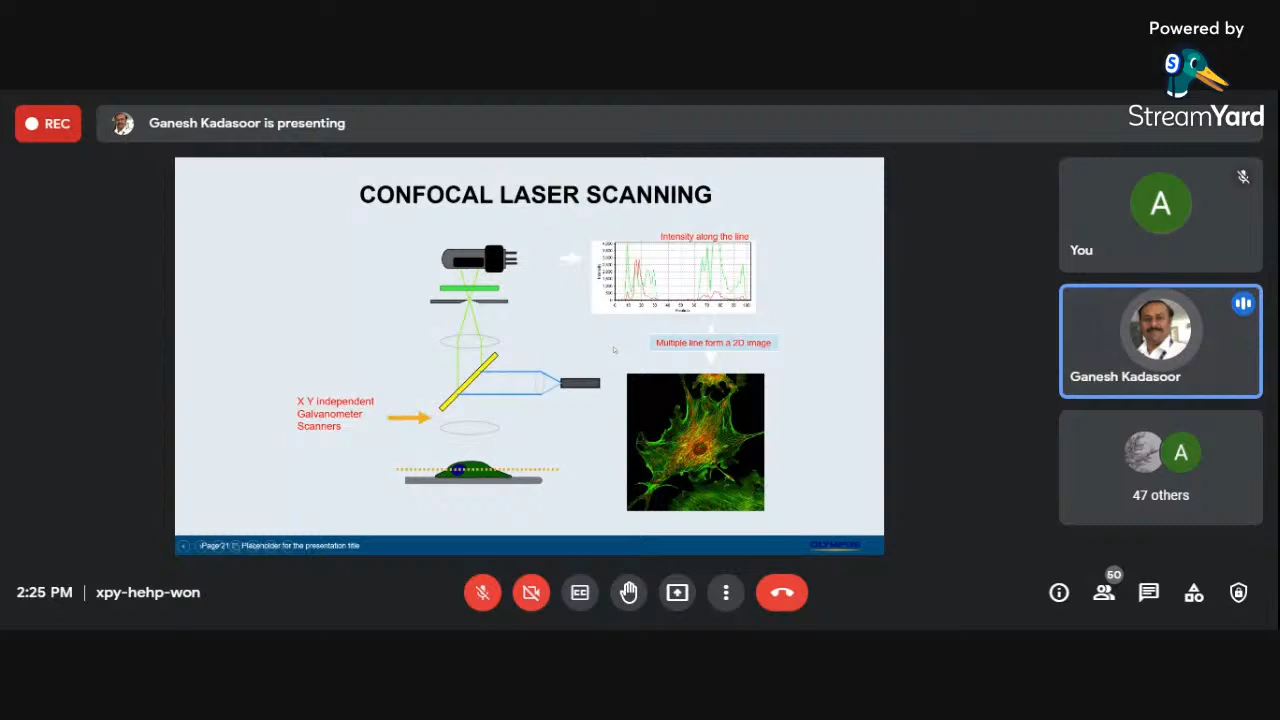 Powered by
StreamYard
REC
Ganesh Kadasoor is presenting
CONFOCAL LASER SCANNING
Intensity along the line
Multiple line form a 2D image
X Y independent
Galvanometer
Scanners
Page 21
Placeholder for the presentation title
OLYMPUS
A
You
Ganesh Kadasoor
A
47 others
2:25 PM | xpy-hehp-won
50